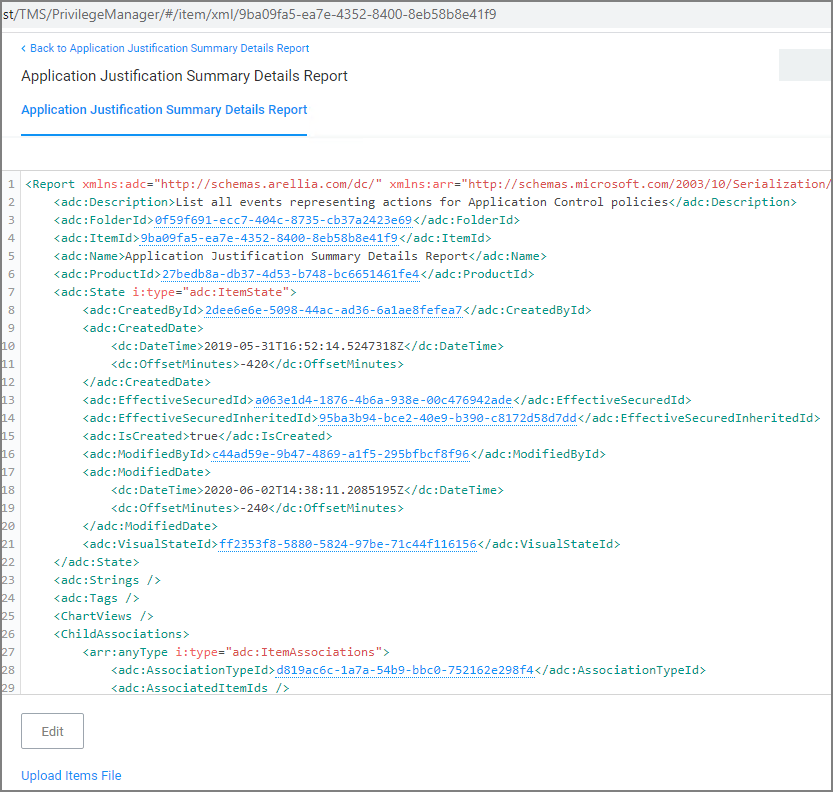 st/TMS/PrivilegeManager/#/item/xml/9ba09fa5-ea7e-4352-8400-8eb58b8e41f9
‹ Back to Application Justification Summary Details Report
Application Justification Summary Details Report
Application Justification Summary Details Report
1 <Report xmlns:adc="http://schemas.arellia.com/dc/" xmlns:arr="http://schemas.microsoft.com/2003/10/Serialization/
2 <adc:Description>List all events representing actions for Application Control policies</adc:Description>
3 <adc:FolderId>0f59f691-ecc7-404c-8735-cb37a2423e69</adc:FolderId>
4 <adc:ItemId>9ba09fa5-ea7e-4352-8400-8eb58b8e41f9</adc:ItemId>
5 <adc:Name>Application Justification Summary Details Report</adc:Name>
6 <adc:ProductId>27bedb8a-db37-4d53-b748-bc6651461fe4</adc:ProductId>
7 <adc:State i:type="adc:ItemState">
8 <adc:CreatedById>2dee6e6e-5098-44ac-ad36-6a1ae8fefea7</adc:CreatedById>
9 <adc:CreatedDate>
10 <dc:DateTime>2019-05-31T16:52:14.5247318Z</dc:DateTime>
11 <dc:OffsetMinutes>-420</dc:OffsetMinutes>
12 </adc:CreatedDate>
13 <adc:EffectiveSecuredId>a063e1d4-1876-4b6a-938e-00c476942ade</adc:EffectiveSecuredId>
14 <adc:EffectiveSecuredInheritedId>95ba3b94-bce2-40e9-b390-c8172d58d7dd</adc:EffectiveSecuredInheritedId>
15 <adc:IsCreated>true</adc:IsCreated>
16 <adc:ModifiedById>c44ad59e-9b47-4869-a1f5-295bfbcf8f96</adc:ModifiedById>
17 <adc:ModifiedDate>
18 <dc:DateTime>2020-06-02T14:38:11.2085195Z</dc:DateTime>
19 <dc:OffsetMinutes>-240</dc:OffsetMinutes>
20 </adc:ModifiedDate>
21 <adc:VisualStateId>ff2353f8-5880-5824-97be-71c44f116156</adc:VisualStateId>
22 </adc:State>
23 <adc:Strings />
24 <adc:Tags />
25 <ChartViews />
26 <ChildAssociations>
27 <arr:anyType i:type="adc:ItemAssociations">
28 <adc:AssociationTypeId>d819ac6c-1a7a-54b9-bbc0-752162e298f4</adc:AssociationTypeId>
29 <adc:AssociatedItemIds />
Edit
Upload Items File